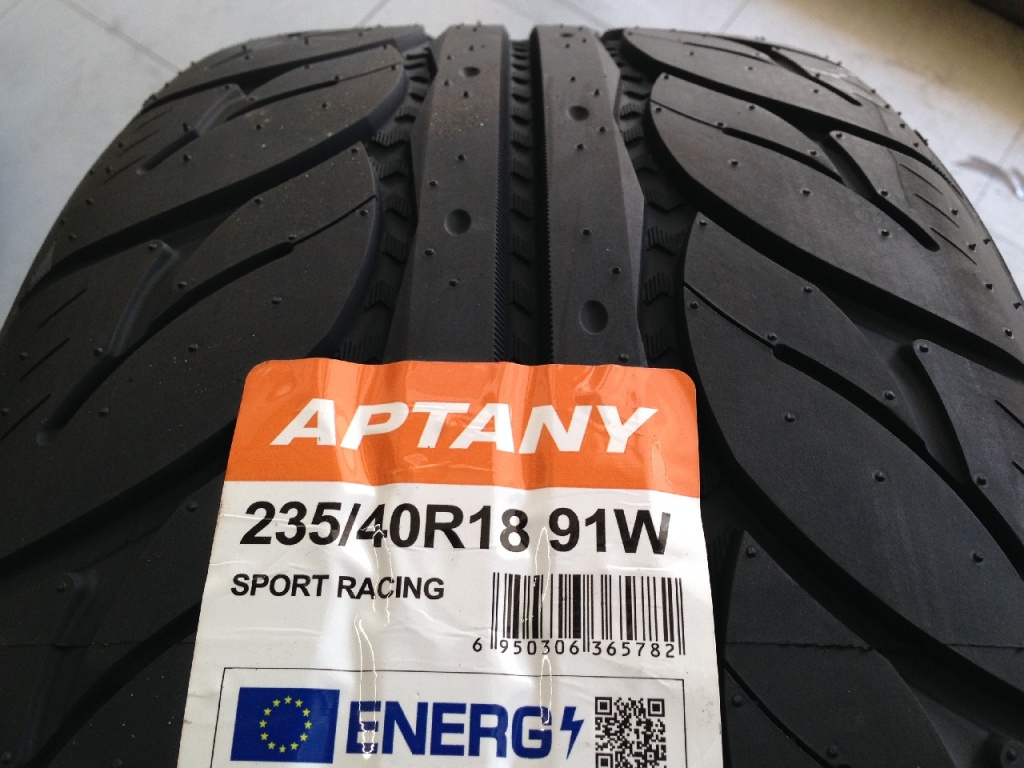 APTANY
235/40R18 91W
SPORT RACING
6 950306 365782
ENERG